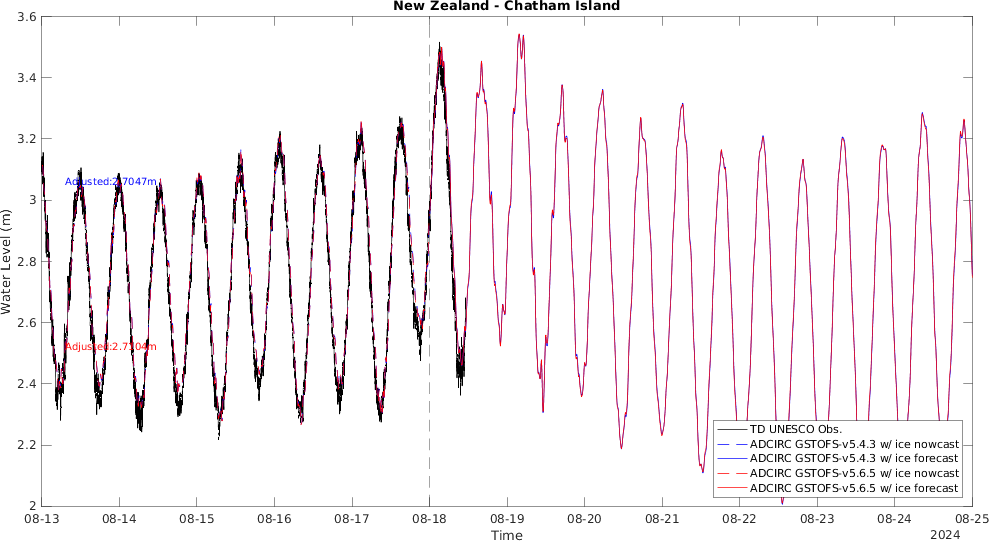 New Zealand - Chatham Island
3.6
3.4
3.2
3
2.8
2.6
2.4
2.2
2
Water Level (m)
Adjusted:2.7047m
TD UNESCO Obs.
ADCIRC GSTOFS-v5.4.3 w/ ice nowcast
ADCIRC GSTOFS-v5.4.3 w/ ice forecast
ADCIRC GSTOFS-v5.6.5 w/ ice nowcast
ADCIRC GSTOFS-v5.6.5 w/ ice forecast
08-13 08-14 08-15 08-16 08-17 08-18 08-19 08-20 08-21 08-22 08-23 08-24 08-25
Time
2024